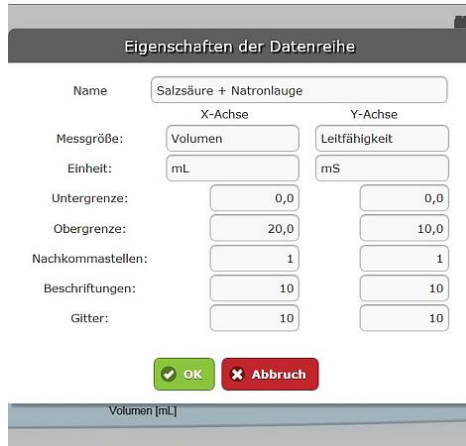 Eigenschaften der Datenreihe
Name Salzsäure + Natronlauge
X-Achse Y-Achse
Messgröße: Volumen Leitfähigkeit
Einheit: mL mS
Untergrenze: 0,0 0,0
Obergrenze: 20,0 10,0
Nachkommastellen: 1 1
Beschriftungen: 10 10
Gitter: 10 10
OK Abbruch
Volumen [mL]